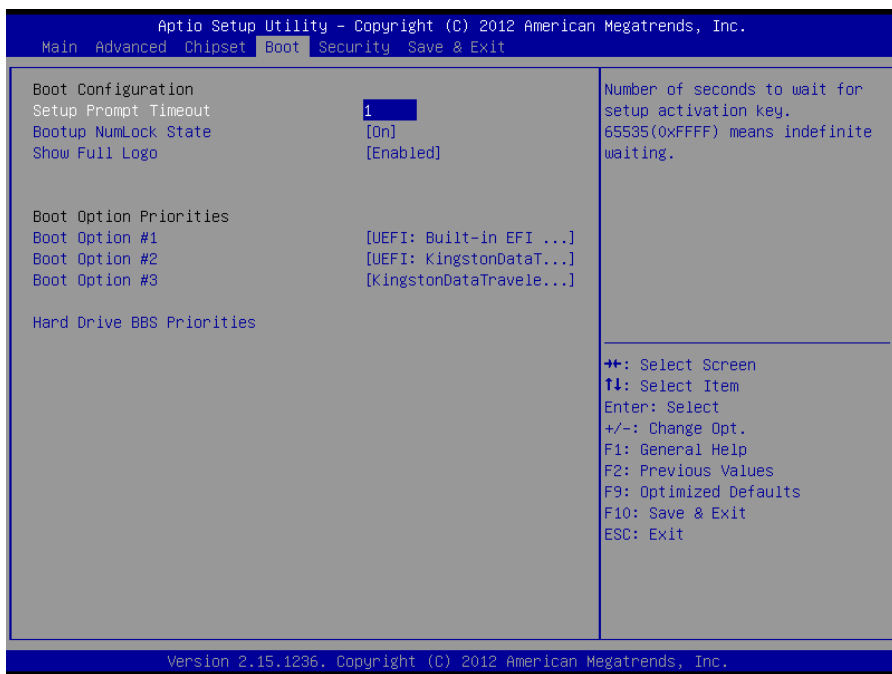 Aptio Setup Utility – Copyright (C) 2012 American Megatrends, Inc.
Main Advanced Chipset Boot Security Save & Exit
Boot Configuration
Setup Prompt Timeout 1
Bootup NumLock State [On]
Show Full Logo [Enabled]
Boot Option Priorities
Boot Option #1 [UEFI: Built-in EFI ...]
Boot Option #2 [UEFI: KingstonDataT...]
Boot Option #3 [KingstonDataTravele...]
Hard Drive BBS Priorities
Number of seconds to wait for
setup activation key.
65535(0xFFFF) means indefinite
waiting.
→←: Select Screen
↑↓: Select Item
Enter: Select
+/-: Change Opt.
F1: General Help
F2: Previous Values
F9: Optimized Defaults
F10: Save & Exit
ESC: Exit
Version 2.15.1236. Copyright (C) 2012 American Megatrends, Inc.